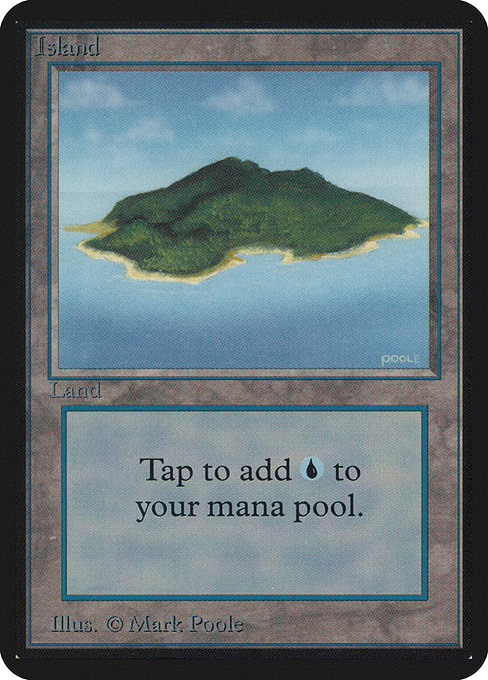 Island
POOLE
Land
Tap to add to
your mana pool.
Illus. © Mark Poole